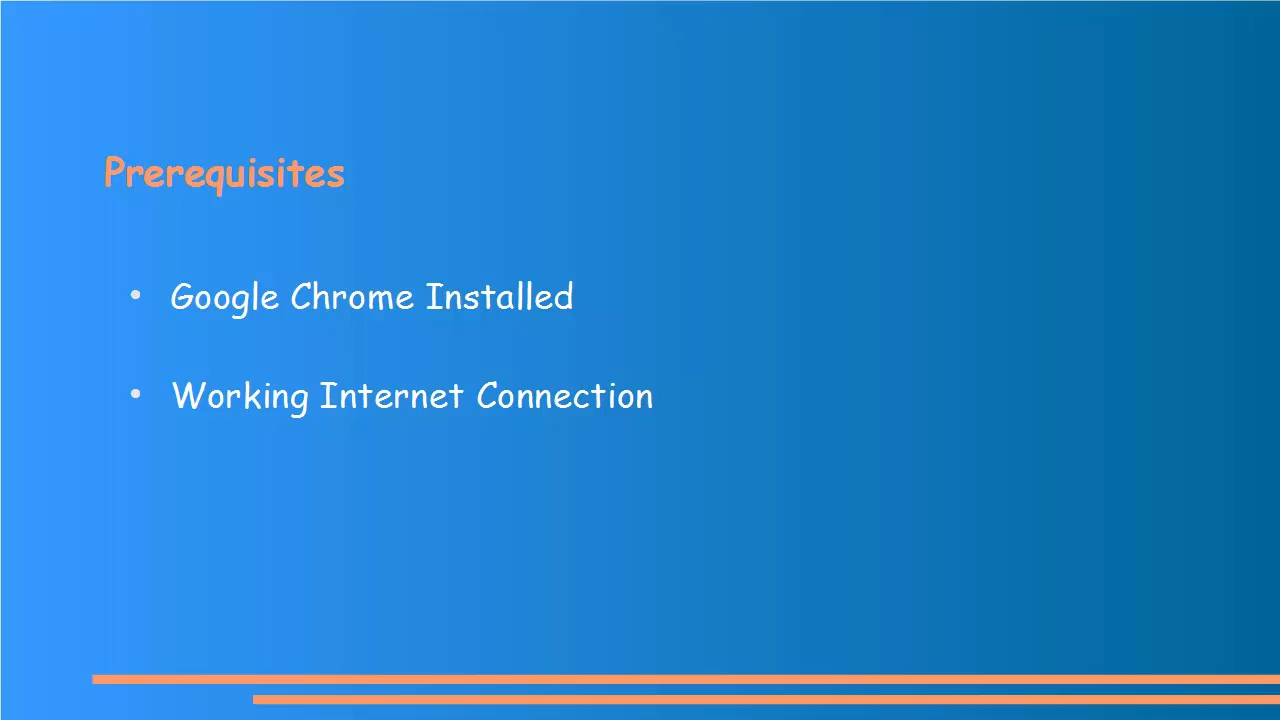 Prerequisites
• Google Chrome Installed
• Working Internet Connection